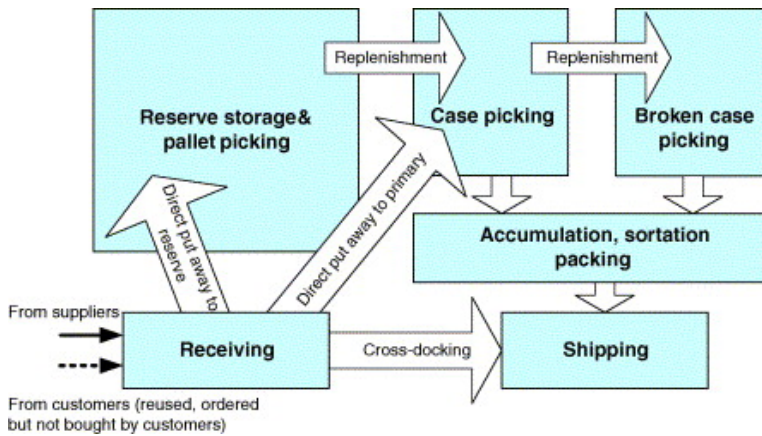 Replenishment
Replenishment
Reserve storage&
pallet picking
Case picking
Broken case
picking
Direct put away to
reserve
Direct put away to primary
Accumulation, sortation
packing
From suppliers
Receiving
Cross-docking
Shipping
From customers (reused, ordered
but not bought by customers)